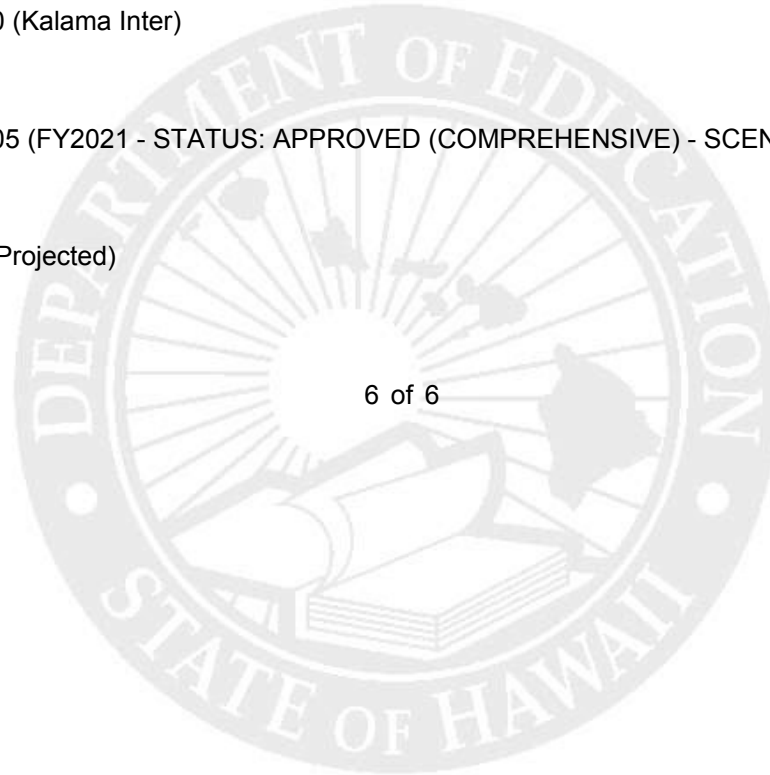 0 (Kalama Inter)
05 (FY2021 - STATUS: APPROVED (COMPREHENSIVE) - SCEN
Projected)
6 of 6
DEPARTMENT OF EDUCATION
STATE OF HAWAII